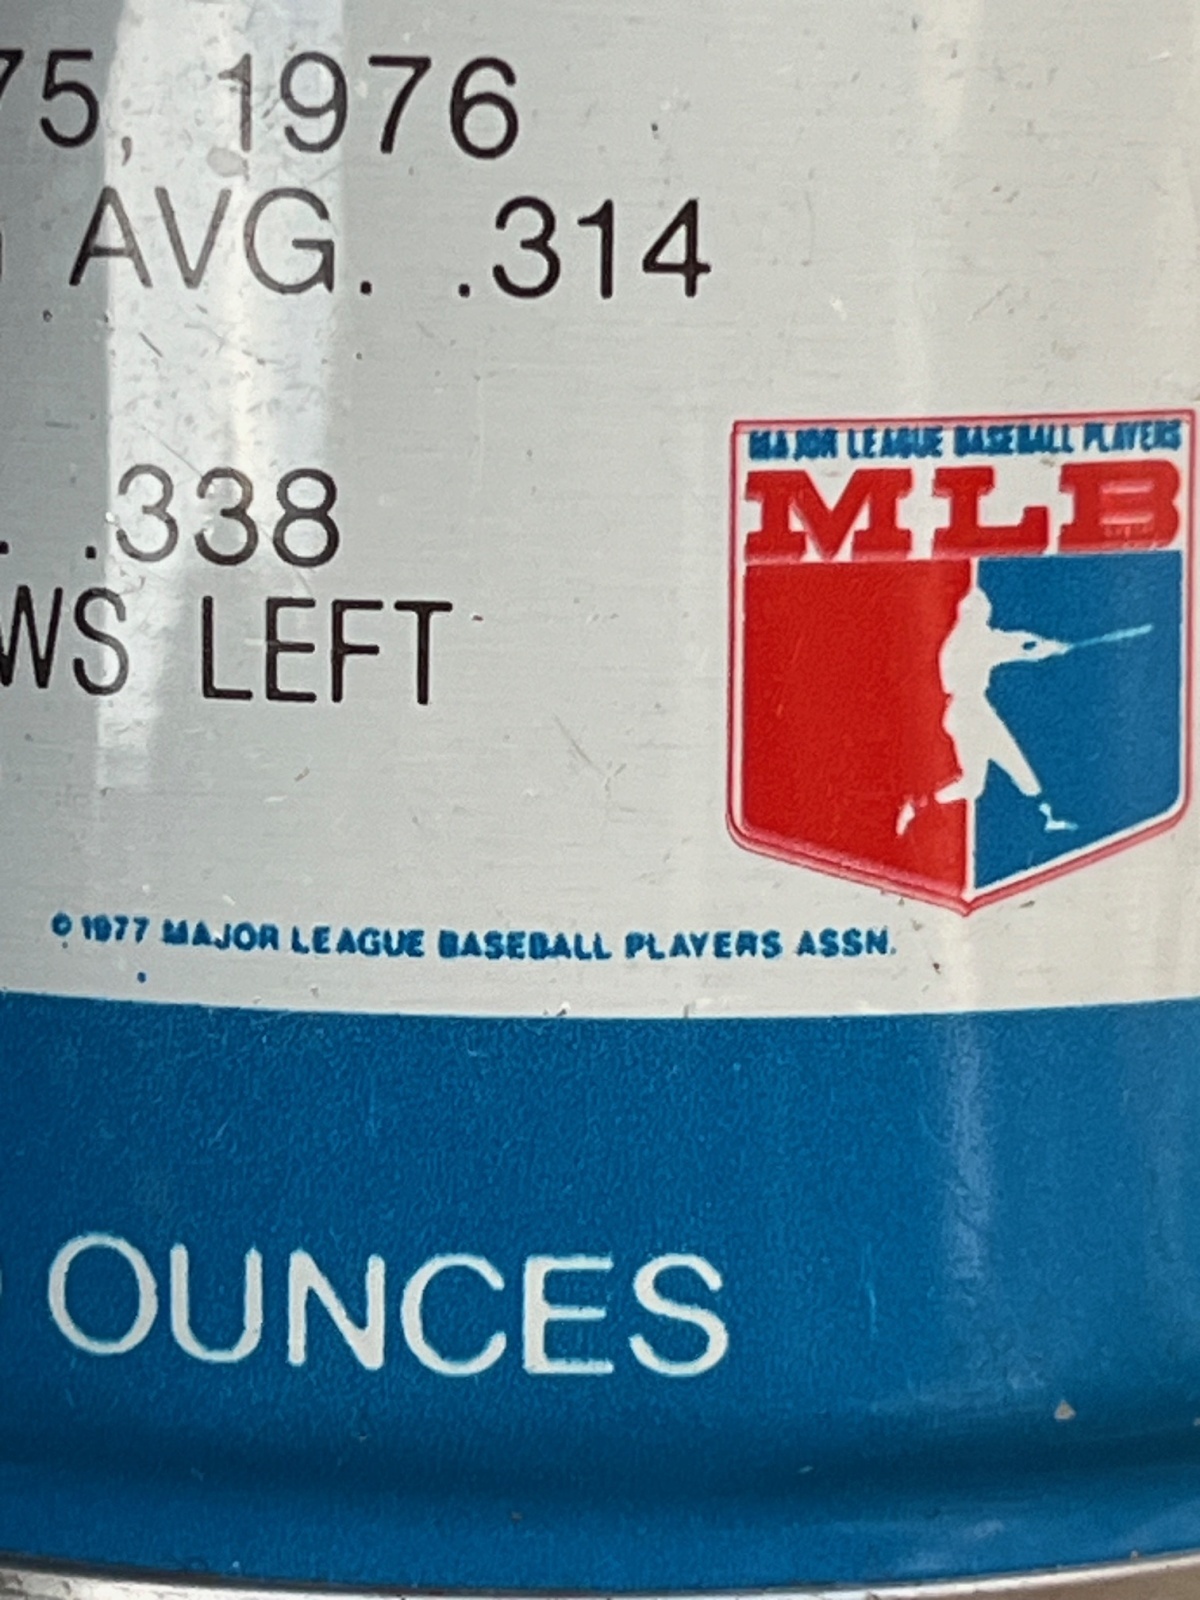 75, 1976
AVG. .314
. .338
WS LEFT
MAJOR LEAGUE BASEBALL PLAYERS
MLB
© 1977 MAJOR LEAGUE BASEBALL PLAYERS ASSN.
OUNCES